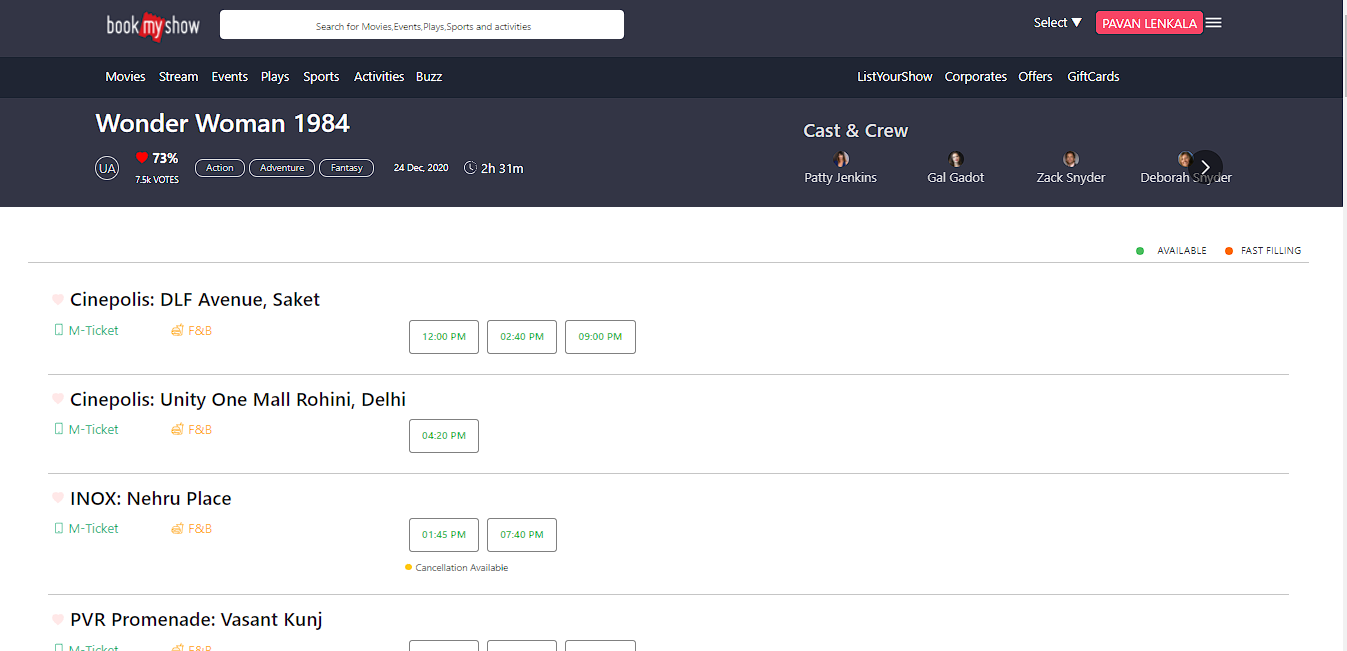 book my show
Search for Movies,Events,Plays,Sports and activities
Select ▼
PAVAN LENKALA
Movies Stream Events Plays Sports Activities Buzz
ListYourShow Corporates Offers GiftCards
Wonder Woman 1984
UA
73%
7.5k VOTES
Action
Adventure
Fantasy
24 Dec, 2020
2h 31m
Cast & Crew
Patty Jenkins
Gal Gadot
Zack Snyder
Deborah Snyder
AVAILABLE
FAST FILLING
Cinepolis: DLF Avenue, Saket
M-Ticket
F&B
12:00 PM
02:40 PM
09:00 PM
Cinepolis: Unity One Mall Rohini, Delhi
M-Ticket
F&B
04:20 PM
INOX: Nehru Place
M-Ticket
F&B
01:45 PM
07:40 PM
Cancellation Available
PVR Promenade: Vasant Kunj
M-Ticket
F&B